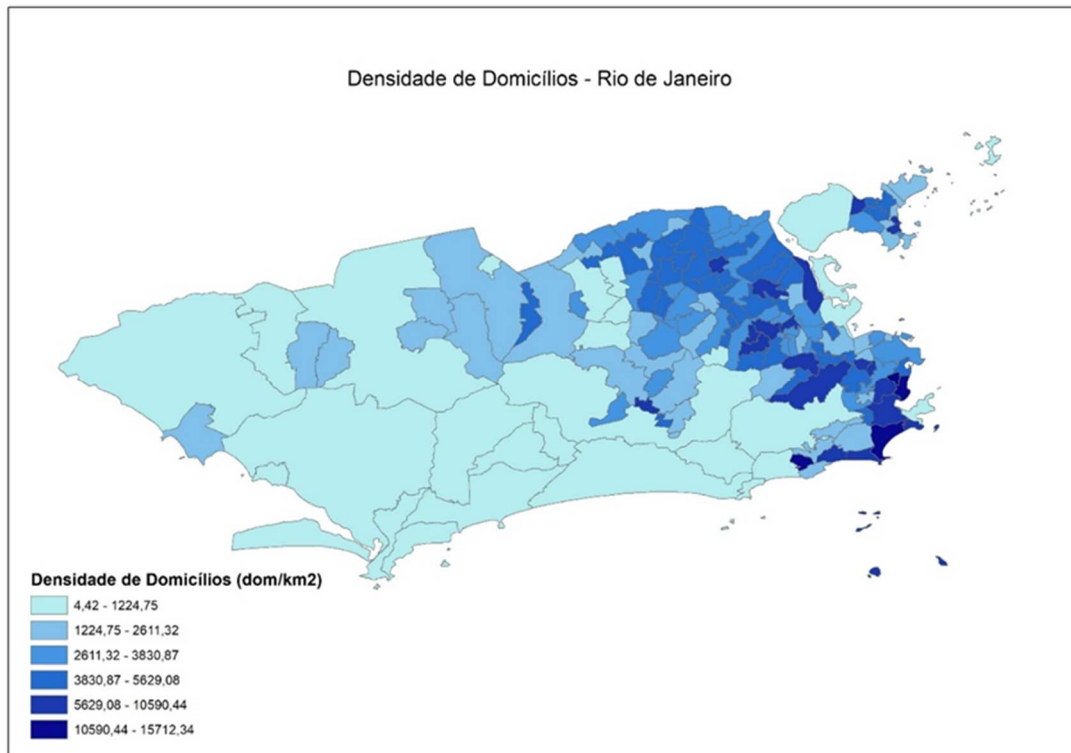 Densidade de Domicílios - Rio de Janeiro
Densidade de Domicílios (dom/km2)
4,42 - 1224,75
1224,75 - 2611,32
2611,32 - 3830,87
3830,87 - 5629,08
5629,08 - 10590,44
10590,44 - 15712,34